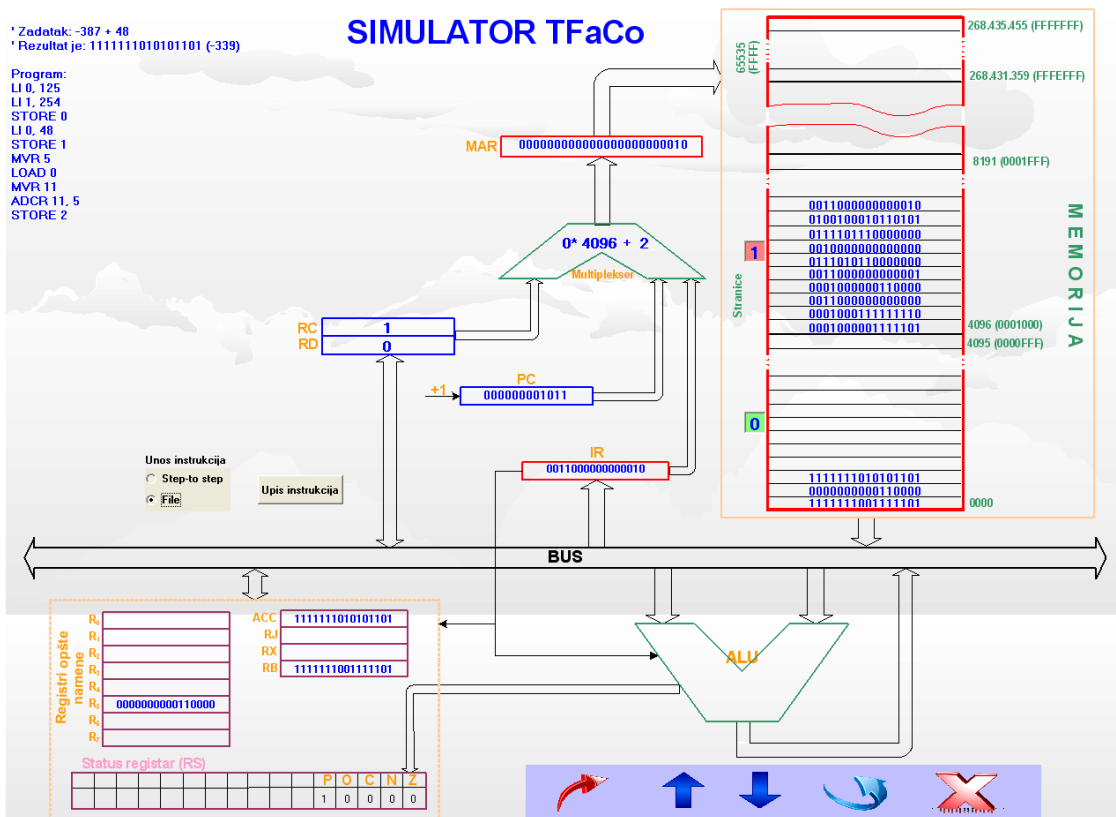 ' Zadatak: -387 + 48
' Rezultat je: 1111111010101101 (-339)
Program:
LI 0, 125
LI 1, 254
STORE 0
LI 0, 48
STORE 1
MVR 5
LOAD 0
MVR 11
ADCR 11, 5
STORE 2
SIMULATOR TFaCo
MAR 0000000000000000000000010
0* 4096 + 2
Multiplekser
RC 1
RD 0
PC
+1 000000001011
IR
0011000000000010
Unos instrukcija
Step-to step
File
Upis instrukcija
65535
(FFFF)
268.435.455 (FFFFFFF)
268.431.359 (FFFEFFF)
8191 (0001FFF)
MEMORIJA
Stranice
0011000000000010
0100100010110101
0111101110000000
1 0010000000000000
0111010110000000
0011000000000001
0001000000110000
0011000000000000
0001000111111110
0001000001111101
4096 (0001000)
4095 (0000FFF)
0
1111111010101101
0000000000110000
1111111001111101
0000
BUS
Registri opšte
namene
R0
R1
R2
R3
R4
R5 0000000000110000
R6
R7
ACC 1111111010101101
RJ
RX
RB 1111111001111101
ALU
Status registar (RS)
P O C N Z
1 0 0 0 0